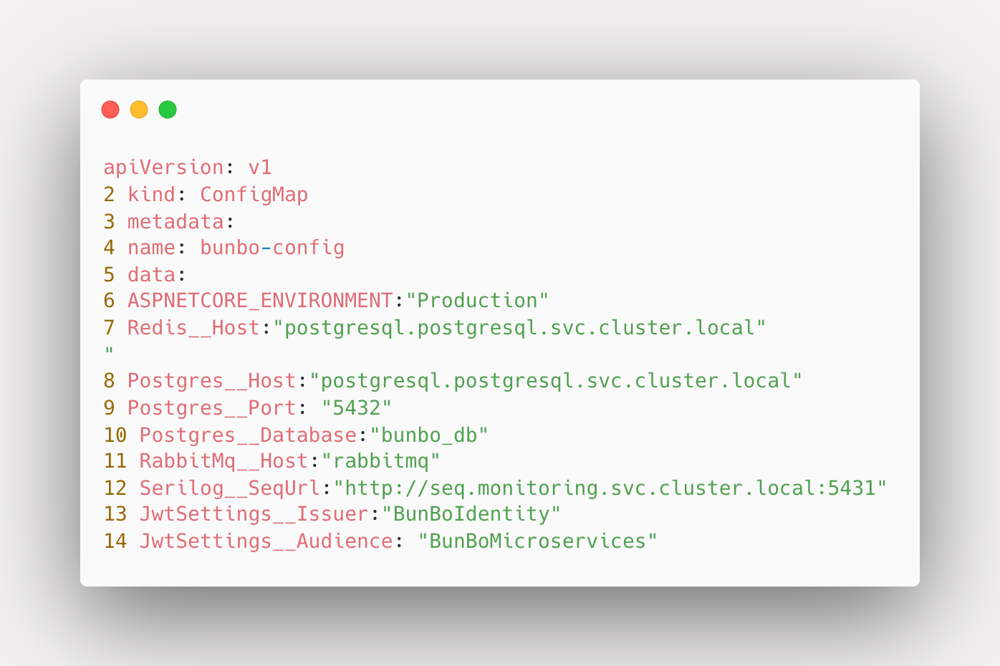 apiVersion: v1
2 kind: ConfigMap
3 metadata:
4 name: bunbo-config
5 data:
6 ASPNETCORE_ENVIRONMENT:"Production"
7 Redis__Host:"postgresql.postgresql.svc.cluster.local"
"
8 Postgres__Host:"postgresql.postgresql.svc.cluster.local"
9 Postgres__Port: "5432"
10 Postgres__Database:"bunbo_db"
11 RabbitMq__Host:"rabbitmq"
12 Serilog__SeqUrl:"http://seq.monitoring.svc.cluster.local:5431"
13 JwtSettings__Issuer:"BunBoIdentity"
14 JwtSettings__Audience: "BunBoMicroservices"